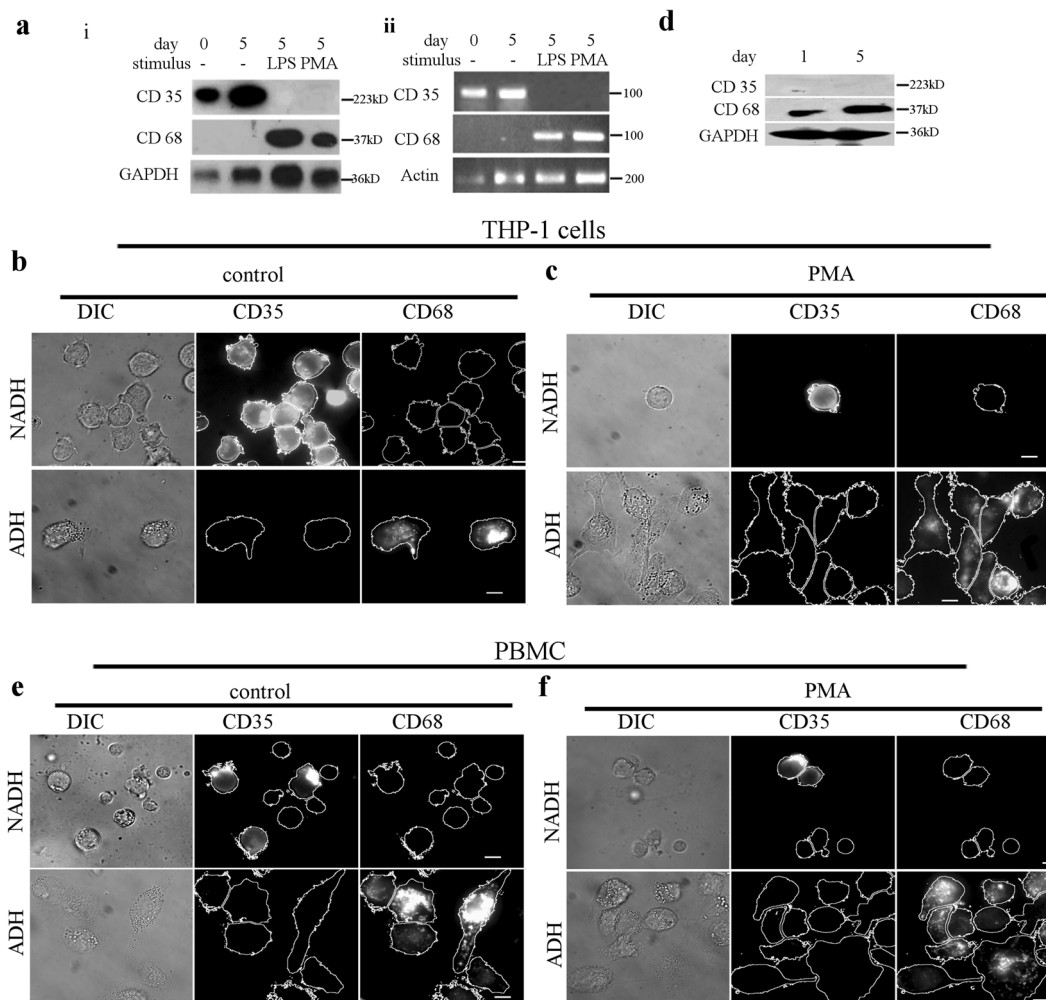 a
i
day 0 5 5 5
stimulus - - LPS PMA
CD 35 223kD
CD 68 37kD
GAPDH 36kD
ii
day 0 5 5 5
stimulus - - LPS PMA
CD 35 100
CD 68 100
Actin 200
d
day 1 5
CD 35 223kD
CD 68 37kD
GAPDH 36kD
THP-1 cells
b
control
DIC CD35 CD68
NADH
ADH
c
PMA
DIC CD35 CD68
NADH
ADH
PBMC
e
control
DIC CD35 CD68
NADH
ADH
f
PMA
DIC CD35 CD68
NADH
ADH